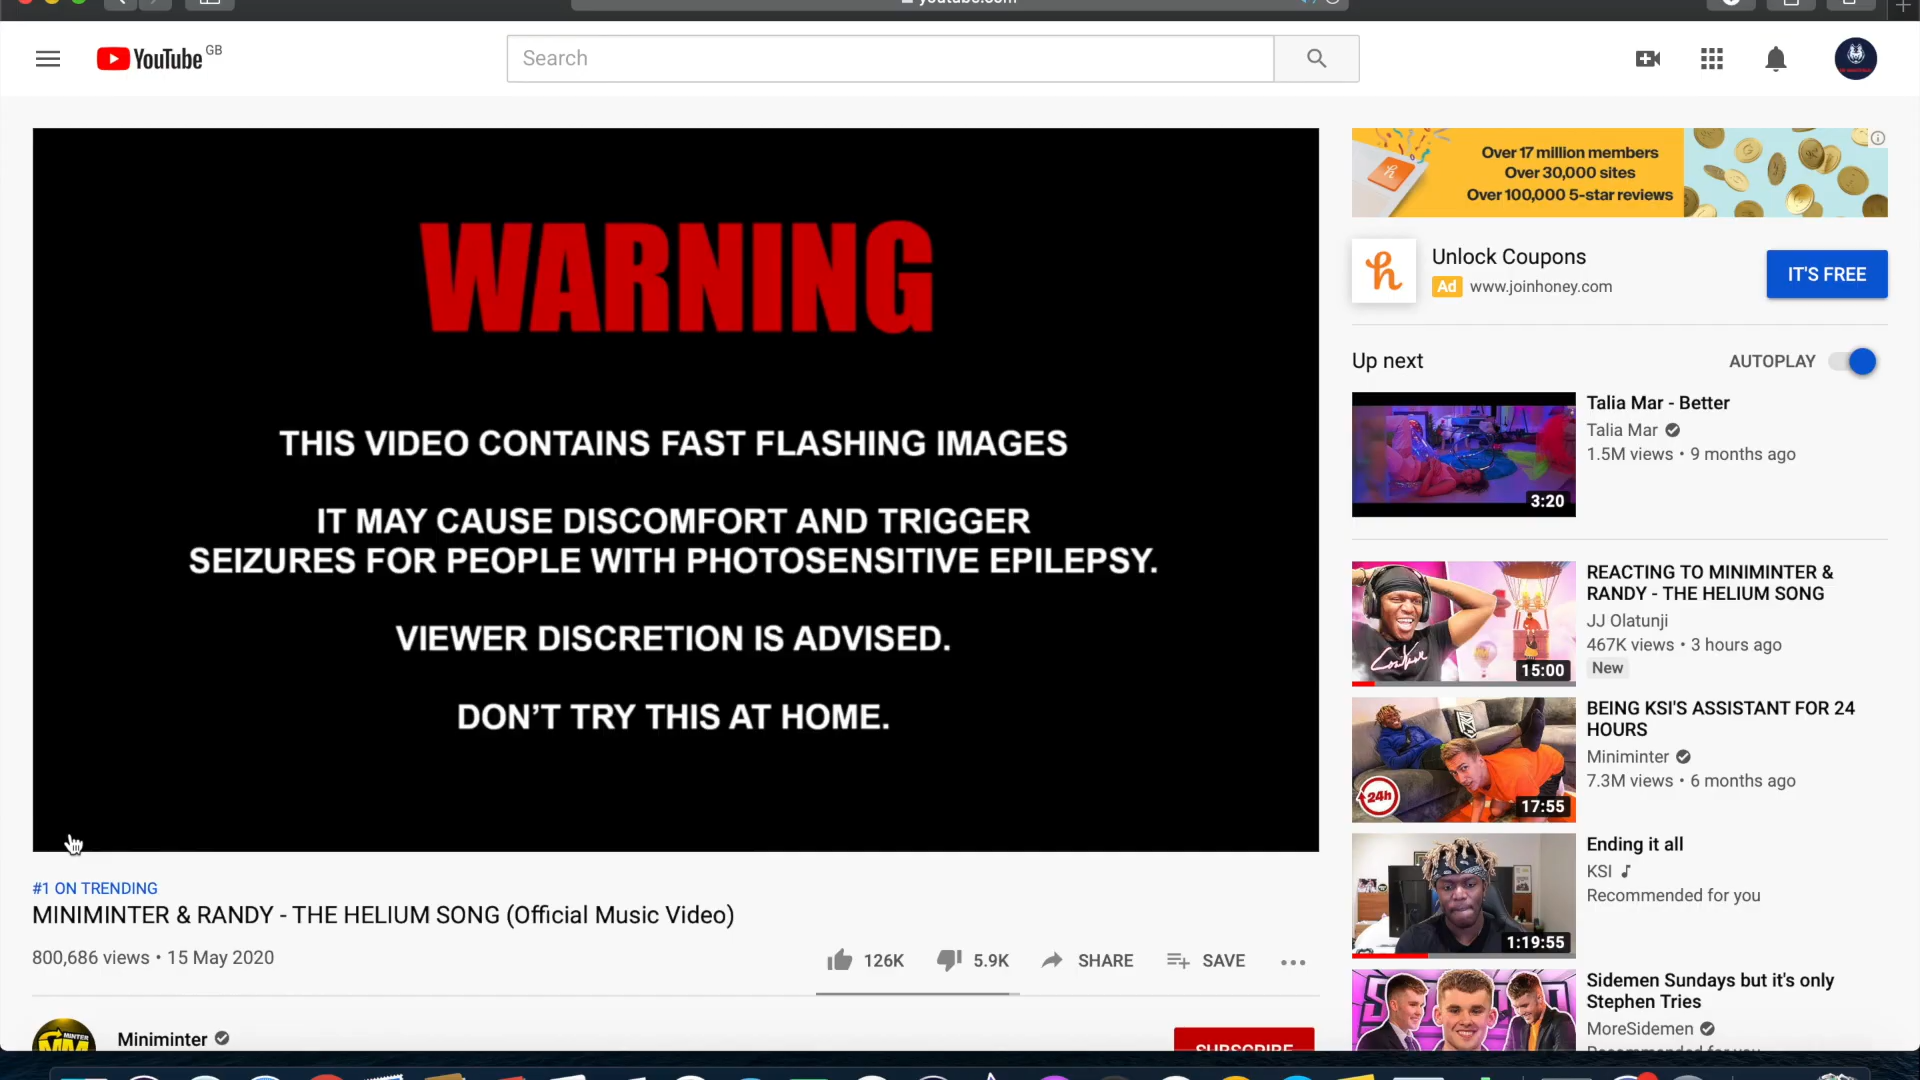 YouTube GB
Search
WARNING
THIS VIDEO CONTAINS FAST FLASHING IMAGES
IT MAY CAUSE DISCOMFORT AND TRIGGER
SEIZURES FOR PEOPLE WITH PHOTOSENSITIVE EPILEPSY.
VIEWER DISCRETION IS ADVISED.
DON'T TRY THIS AT HOME.
#1 ON TRENDING
MINIMINTER & RANDY - THE HELIUM SONG (Official Music Video)
800,686 views • 15 May 2020
126K
5.9K
SHARE
SAVE
Miniminter
SUBSCRIBE
Over 17 million members
Over 30,000 sites
Over 100,000 5-star reviews
Unlock Coupons
Ad www.joinhoney.com
IT'S FREE
Up next
AUTOPLAY
Talia Mar - Better
Talia Mar
1.5M views • 9 months ago
3:20
REACTING TO MINIMINTER &
RANDY - THE HELIUM SONG
JJ Olatunji
467K views • 3 hours ago
New
15:00
BEING KSI'S ASSISTANT FOR 24
HOURS
Miniminter
7.3M views • 6 months ago
24h
17:55
Ending it all
KSI
Recommended for you
1:19:55
Sidemen Sundays but it's only
Stephen Tries
MoreSidemen